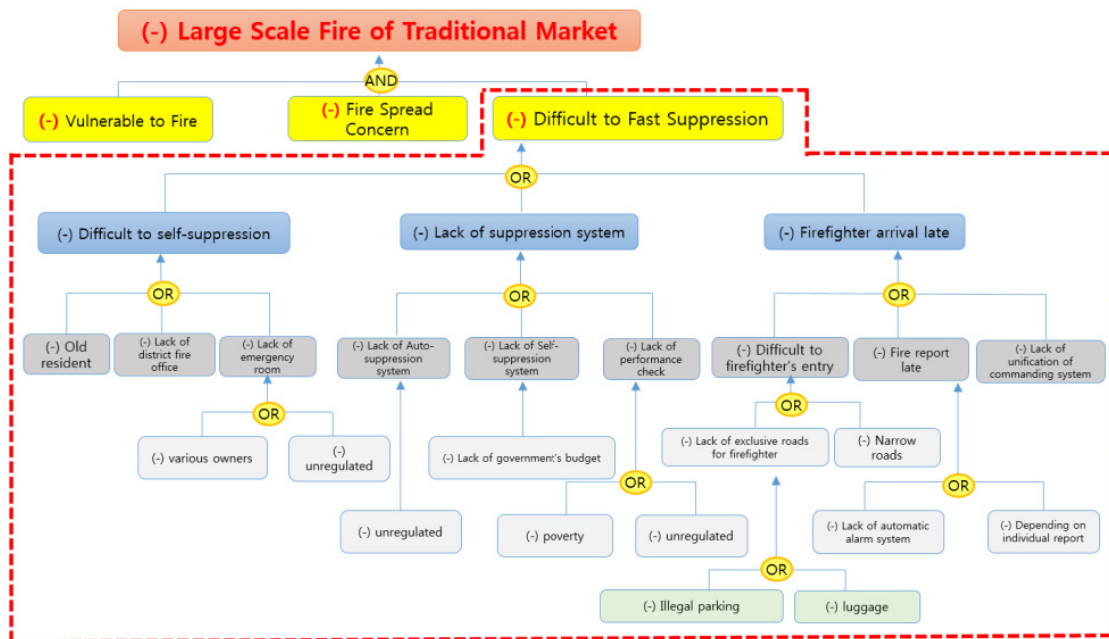 (-) Large Scale Fire of Traditional Market
AND
(-) Vulnerable to Fire
(-) Fire Spread
Concern
(-) Difficult to Fast Suppression
OR
(-) Difficult to self-suppression
(-) Lack of suppression system
(-) Firefighter arrival late
OR
OR
OR
(-) Old
resident
(-) Lack of
district fire
office
(-) Lack of
emergency
room
(-) Lack of Auto-
suppression
system
(-) Lack of Self-
suppression
system
(-) Lack of
performance
check
(-) Difficult to
firefighter's entry
(-) Fire report
late
(-) Lack of
unification of
commanding system
OR
OR
(-) various owners
(-)
unregulated
(-) Lack of government's budget
(-) Lack of exclusive roads
for firefighter
(-) Narrow
roads
OR
OR
(-) unregulated
(-) poverty
(-) unregulated
(-) Lack of automatic
alarm system
(-) Depending on
individual report
OR
(-) Illegal parking
(-) luggage